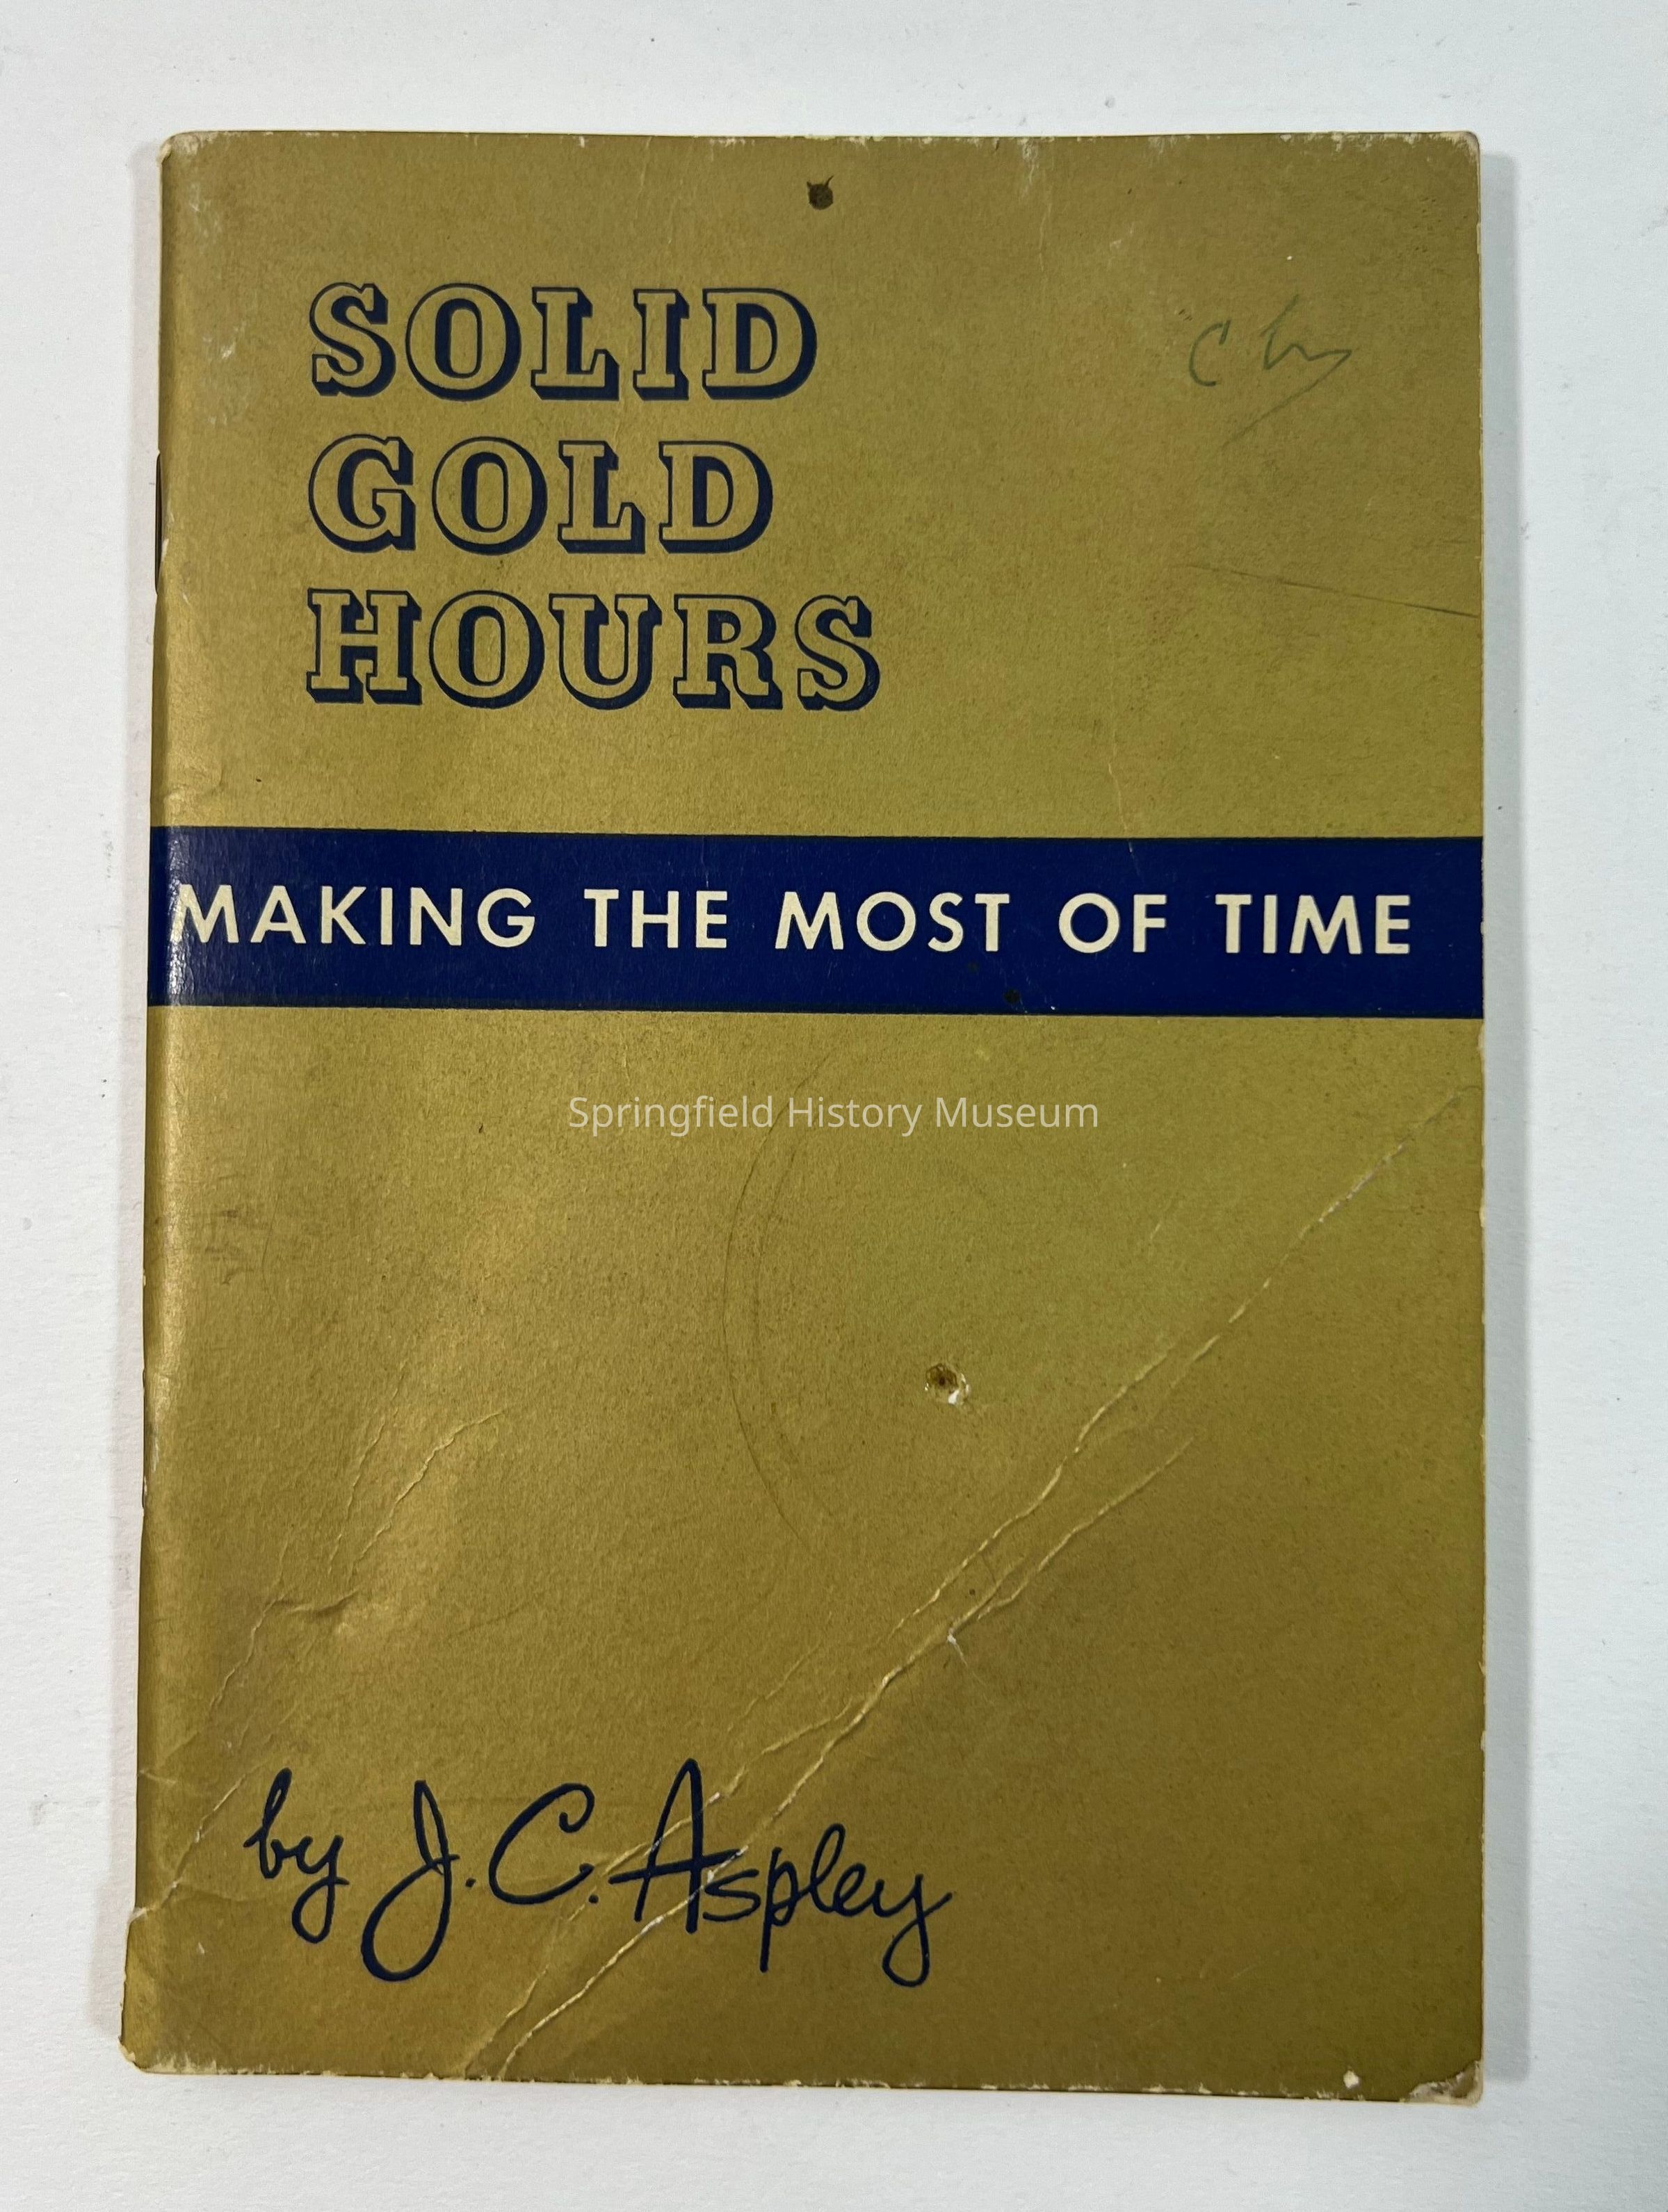 SOLID
GOLD
HOURS
MAKING THE MOST OF TIME
Springfield History Museum
by J. C. Aspley